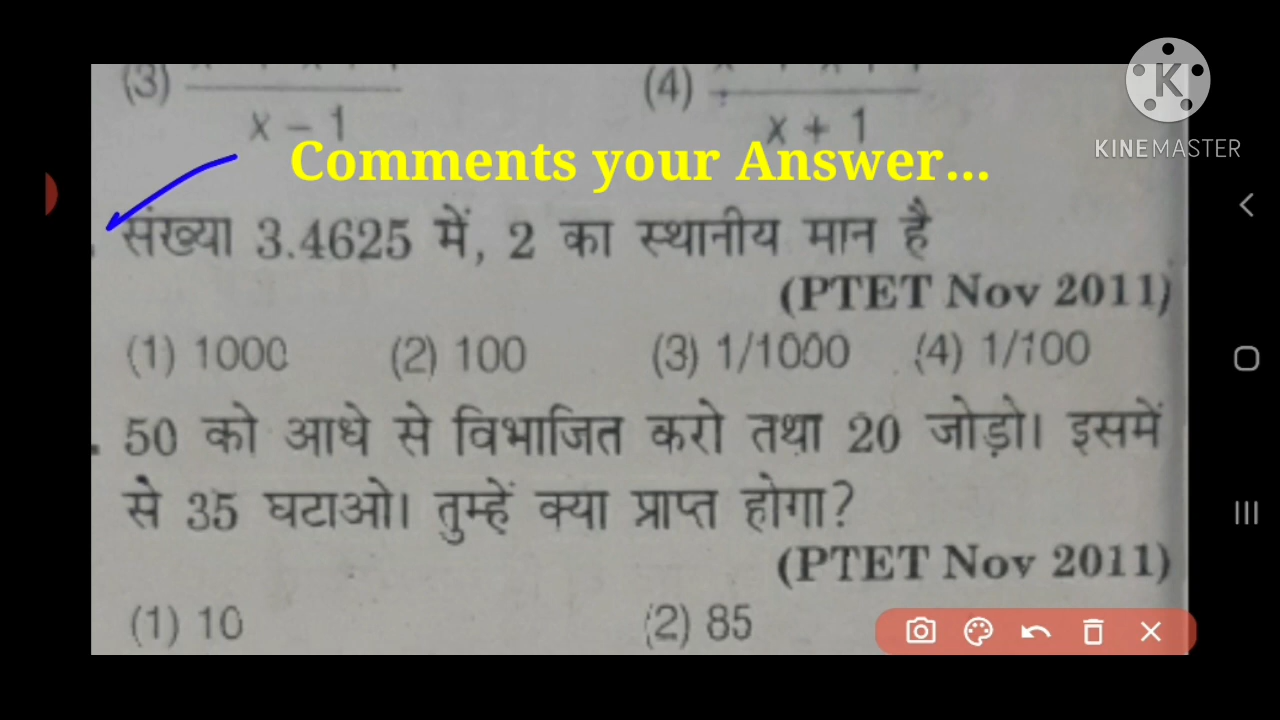 (3)
(4)
x – 1
x + 1
K
KINEMASTER
Comments your Answer...
संख्या 3.4625 में, 2 का स्थानीय मान है
(PTET Nov 2011)
(1) 1000 (2) 100 (3) 1/1000 (4) 1/100
50 को आधे से विभाजित करो तथा 20 जोड़ो। इसमें
से 35 घटाओ। तुम्हें क्या प्राप्त होगा?
(PTET Nov 2011)
(1) 10 (2) 85